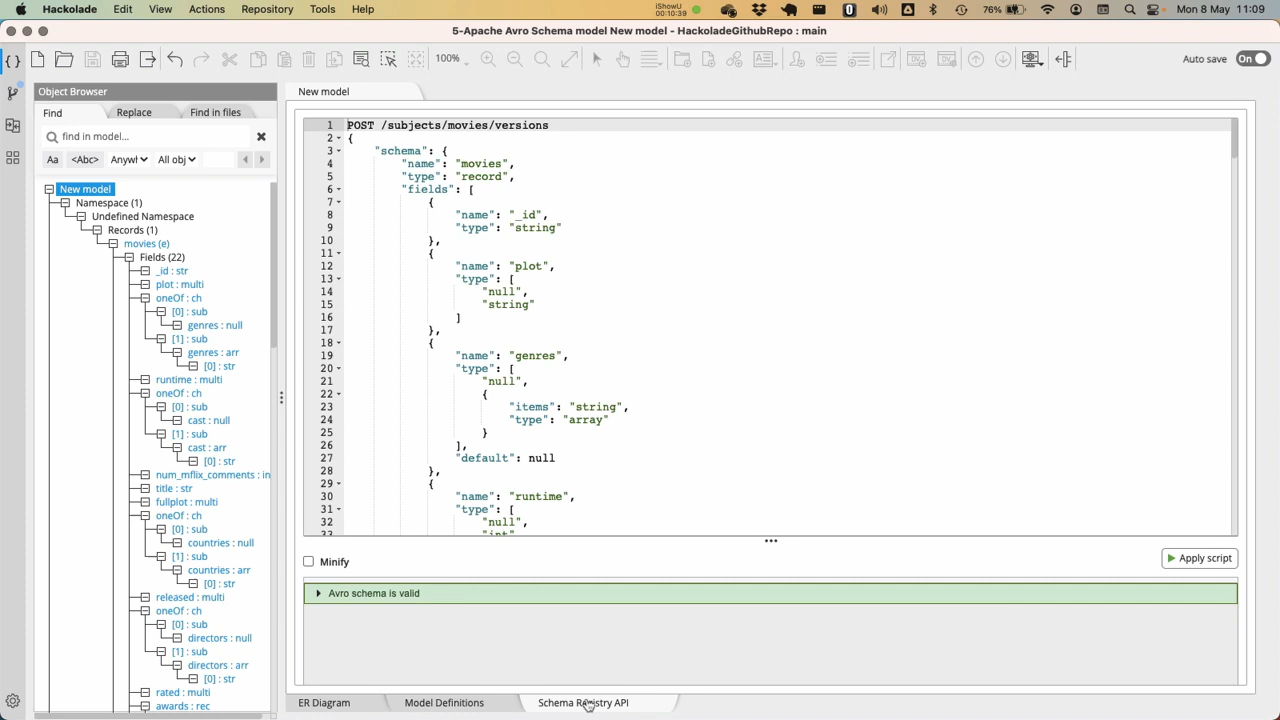 Hackolade File Edit View Actions Repository Tools Help
iShowU
00:10:39
76%
Mon 8 May 11:09
5-Apache Avro Schema model New model - HackoladeGithubRepo : main
100%
Auto save On
Object Browser
Find Replace Find in files
find in model...
Aa <Abc> Anywh All obj
New model
Namespace (1)
Undefined Namespace
Records (1)
movies (e)
Fields (22)
_id : str
plot : multi
oneOf : ch
[0] : sub
genres : null
[1] : sub
genres : arr
[0] : str
runtime : multi
oneOf : ch
[0] : sub
cast : null
[1] : sub
cast : arr
[0] : str
num_mflix_comments : in
title : str
fullplot : multi
oneOf : ch
[0] : sub
countries : null
[1] : sub
countries : arr
[0] : str
released : multi
oneOf : ch
[0] : sub
directors : null
[1] : sub
directors : arr
[0] : str
rated : multi
awards : rec
New model
1 POST /subjects/movies/versions
2 {
3 "schema": {
4 "name": "movies",
5 "type": "record",
6 "fields": [
7 {
8 "name": "_id",
9 "type": "string"
10 },
11 {
12 "name": "plot",
13 "type": [
14 "null",
15 "string"
16 ]
17 },
18 {
19 "name": "genres",
20 "type": [
21 "null",
22 {
23 "items": "string",
24 "type": "array"
25 }
26 ],
27 "default": null
28 },
29 {
30 "name": "runtime",
31 "type": [
32 "null",
33 "int"
Minify
Apply script
Avro schema is valid
ER Diagram Model Definitions Schema Registry API